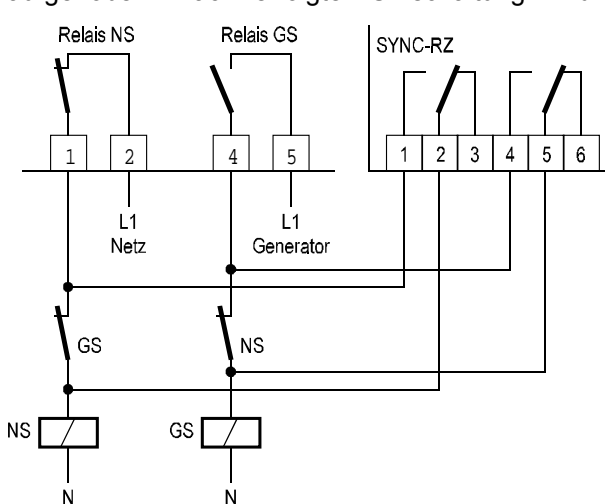 Relais NS
Relais GS
SYNC-RZ
1
2
4
5
1
2
3
4
5
6
L1
Netz
L1
Generator
GS
NS
NS
GS
N
N